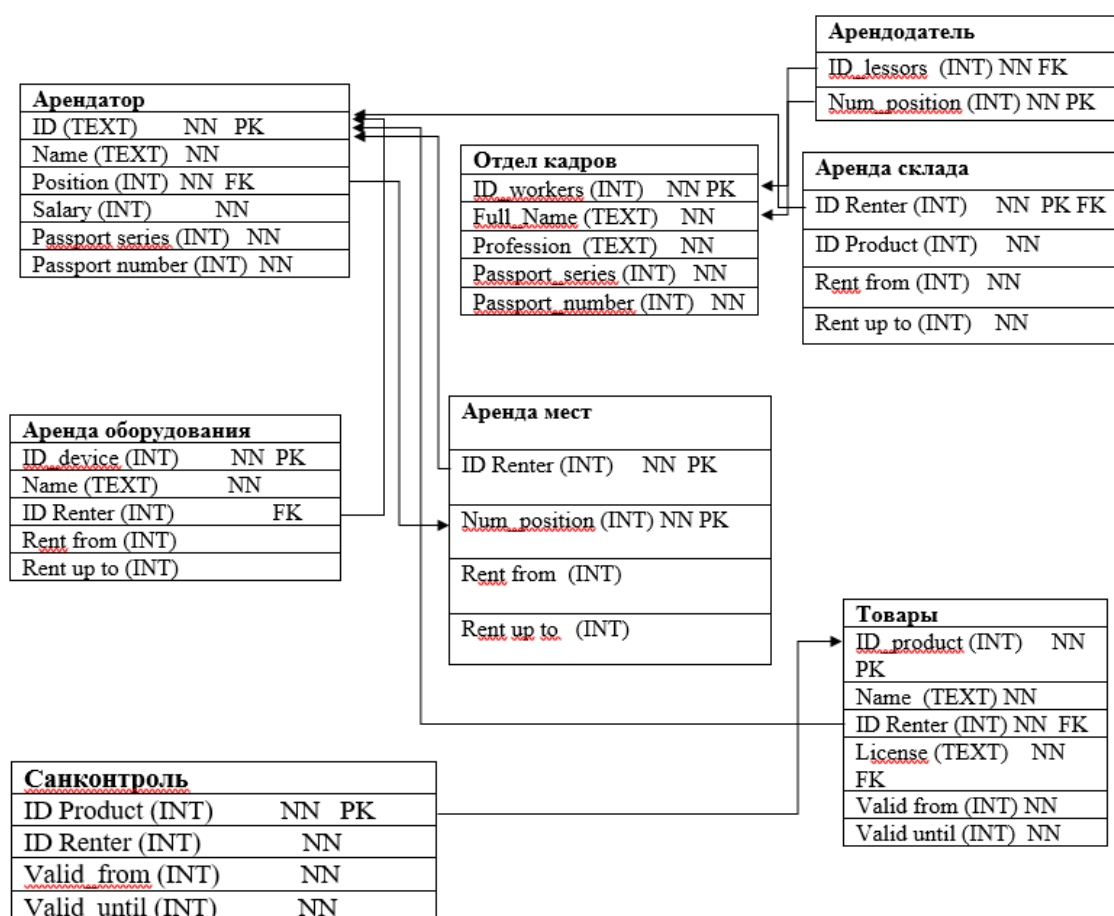 Арендодатель
ID_lessors (INT) NN FK
Num_position (INT) NN PK
Арендатор
ID (TEXT) NN PK
Name (TEXT) NN
Position (INT) NN FK
Salary (INT) NN
Passport series (INT) NN
Passport number (INT) NN
Отдел кадров
ID_workers (INT) NN PK
Full_Name (TEXT) NN
Profession (TEXT) NN
Passport_series (INT) NN
Passport_number (INT) NN
Аренда склада
ID Renter (INT) NN PK FK
ID Product (INT) NN
Rent from (INT) NN
Rent up to (INT) NN
Аренда оборудования
ID_device (INT) NN PK
Name (TEXT) NN
ID Renter (INT) FK
Rent from (INT)
Rent up to (INT)
Аренда мест
ID Renter (INT) NN PK
Num_position (INT) NN PK
Rent from (INT)
Rent up to (INT)
Товары
ID_product (INT) NN
PK
Name (TEXT) NN
ID Renter (INT) NN FK
License (TEXT) NN
FK
Valid from (INT) NN
Valid until (INT) NN
Санконтроль
ID Product (INT) NN PK
ID Renter (INT) NN
Valid_from (INT) NN
Valid_until (INT) NN